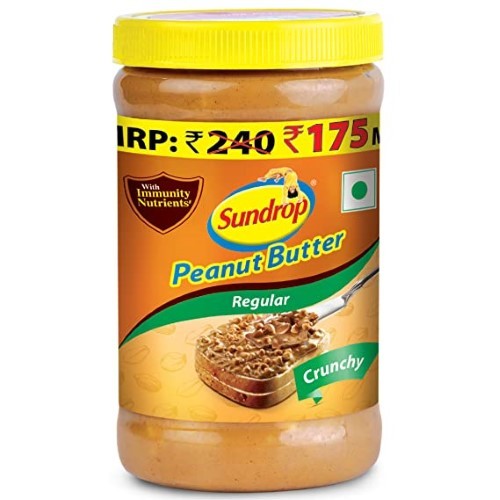 MRP: ₹ 240 ₹ 175 M
With
Immunity
Nutrients*
Sundrop®
Peanut Butter
Regular
Crunchy